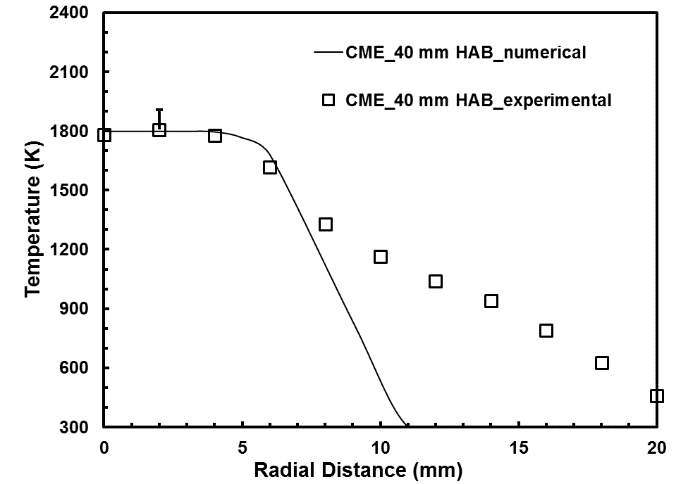 2400
2100
1800
1500
1200
900
600
300
Temperature (K)
CME_40 mm HAB_numerical
CME_40 mm HAB_experimental
0 5 10 15 20
Radial Distance (mm)